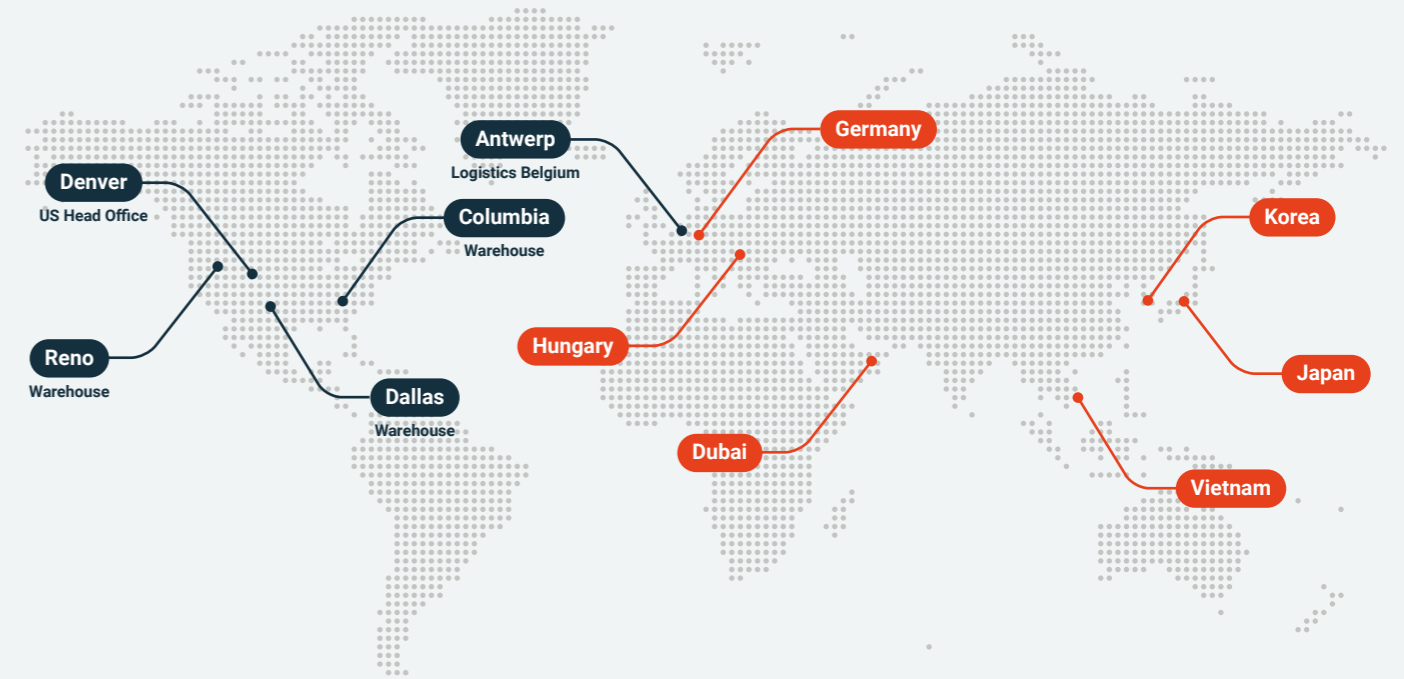 Germany
Antwerp
Logistics Belgium
Denver
US Head Office
Columbia
Warehouse
Korea
Hungary
Reno
Warehouse
Japan
Dallas
Warehouse
Dubai
Vietnam